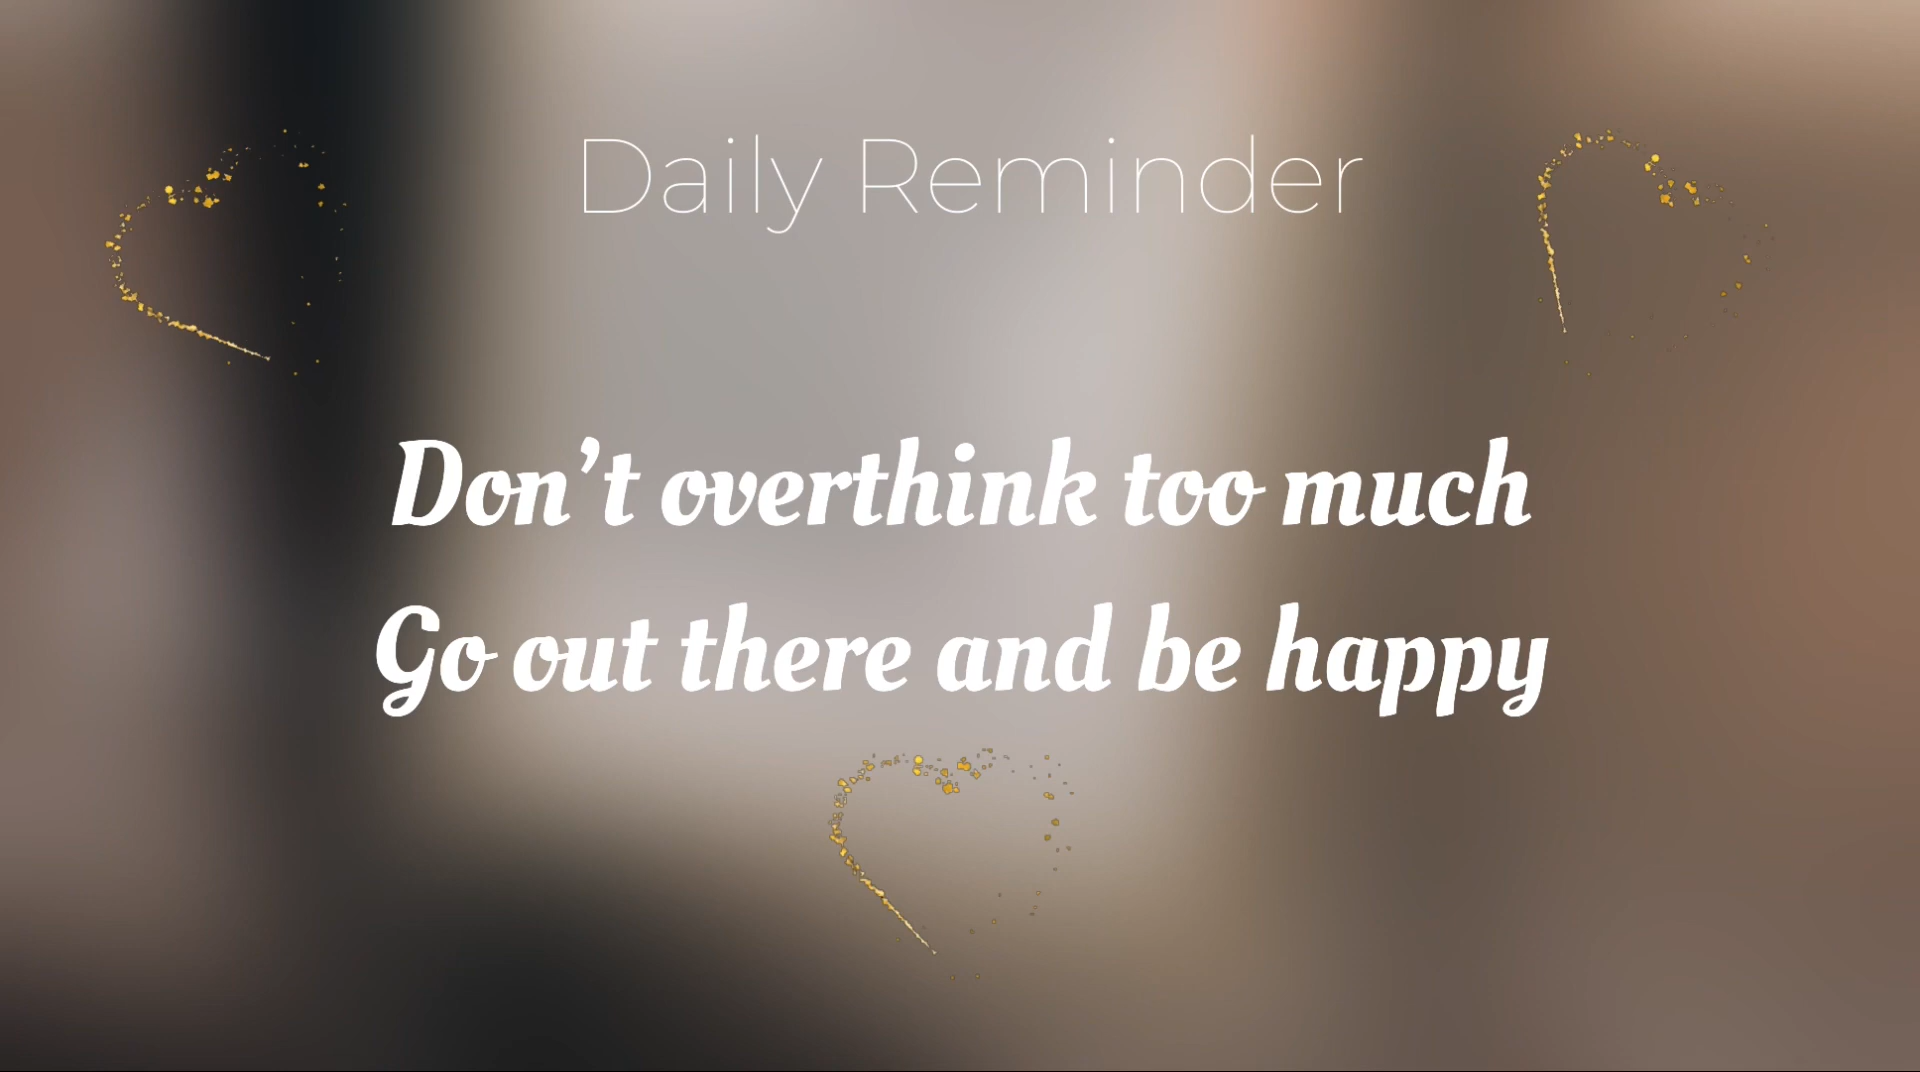 Daily Reminder
Don’t overthink too much
Go out there and be happy